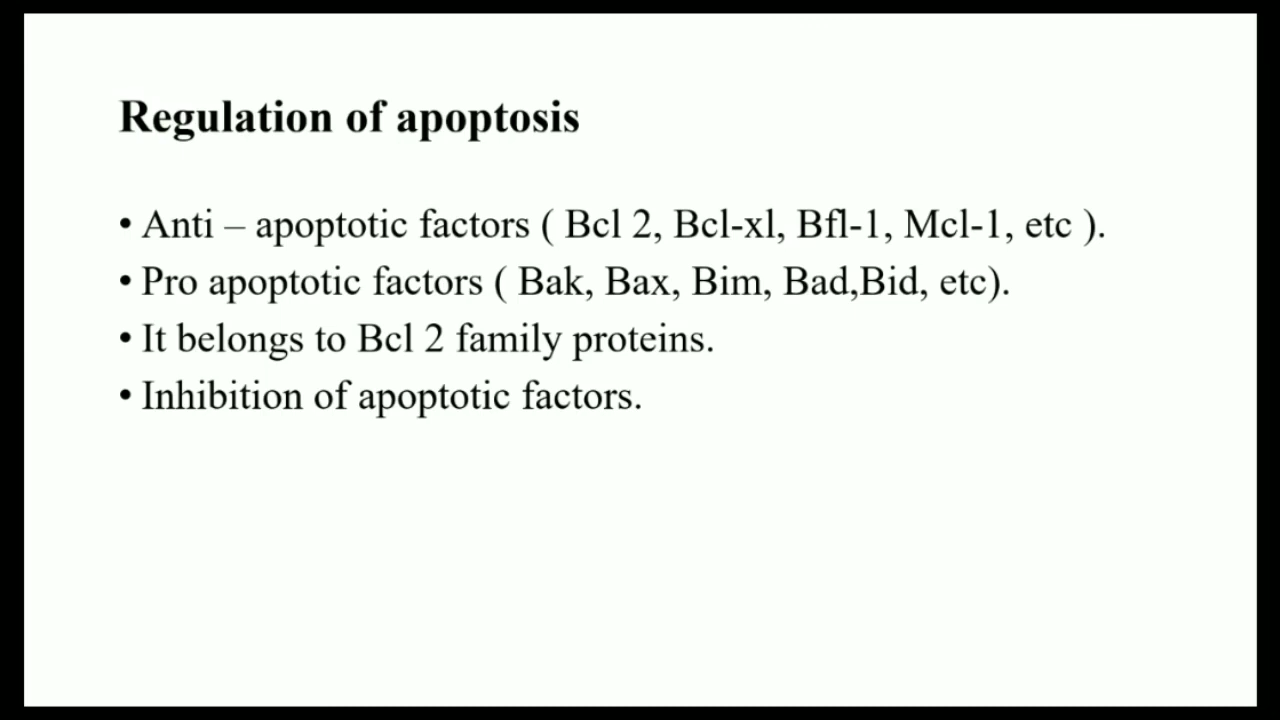 Regulation of apoptosis
• Anti – apoptotic factors ( Bcl 2, Bcl-xl, Bfl-1, Mcl-1, etc ).
• Pro apoptotic factors ( Bak, Bax, Bim, Bad,Bid, etc).
• It belongs to Bcl 2 family proteins.
• Inhibition of apoptotic factors.